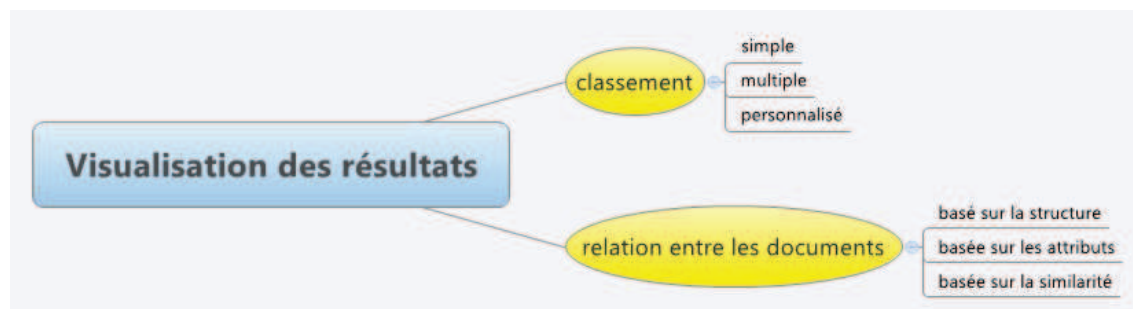 Visualisation des résultats
classement
simple
multiple
personnalisé
relation entre les documents
basé sur la structure
basée sur les attributs
basée sur la similarité